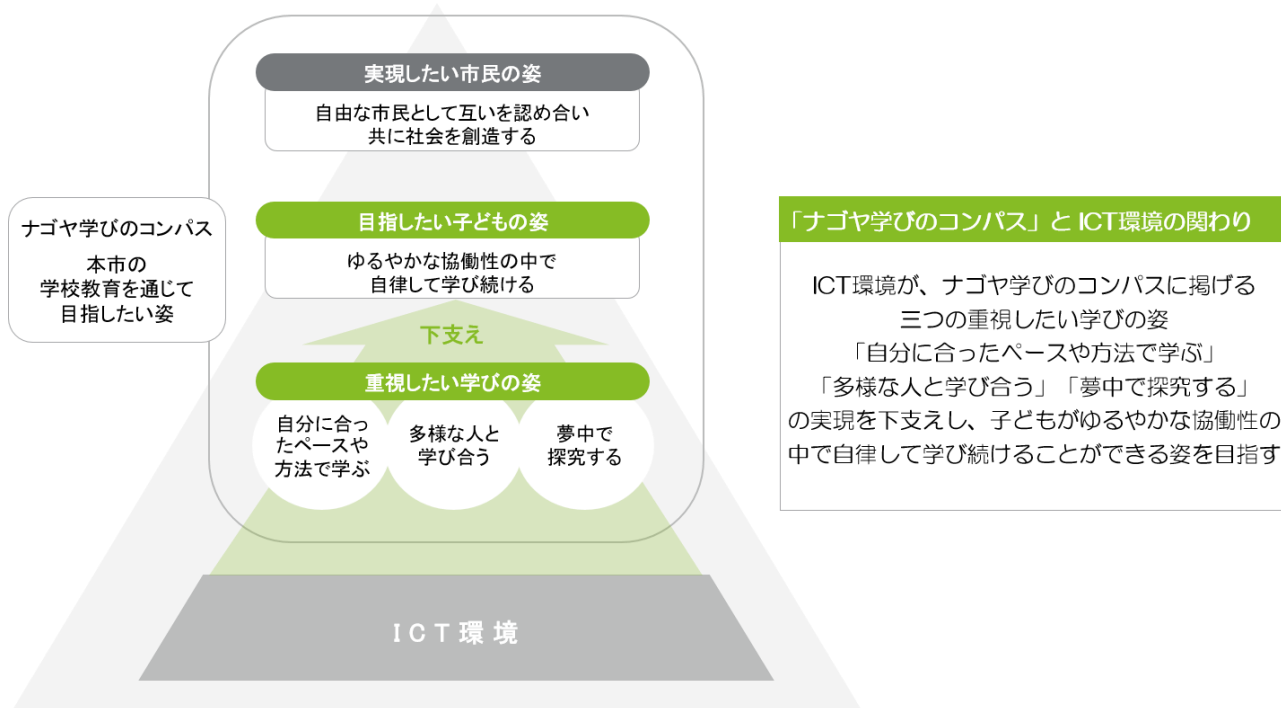 実現したい市民の姿
自由な市民として互いを認め合い
共に社会を創造する
ナゴヤ学びのコンパス
本市の
学校教育を通じて
目指したい姿
目指したい子どもの姿
ゆるやかな協働性の中で
自律して学び続ける
下支え
重視したい学びの姿
自分に合っ
たペースや
方法で学ぶ
多様な人と
学び合う
夢中で
探究する
ICT環境
「ナゴヤ学びのコンパス」と ICT環境の関わり
ICT環境が、ナゴヤ学びのコンパスに掲げる
三つの重視したい学びの姿
「自分に合ったペースや方法で学ぶ」
「多様な人と学び合う」「夢中で探究する」
の実現を下支えし、子どもがゆるやかな協働性の
中で自律して学び続けることができる姿を目指す